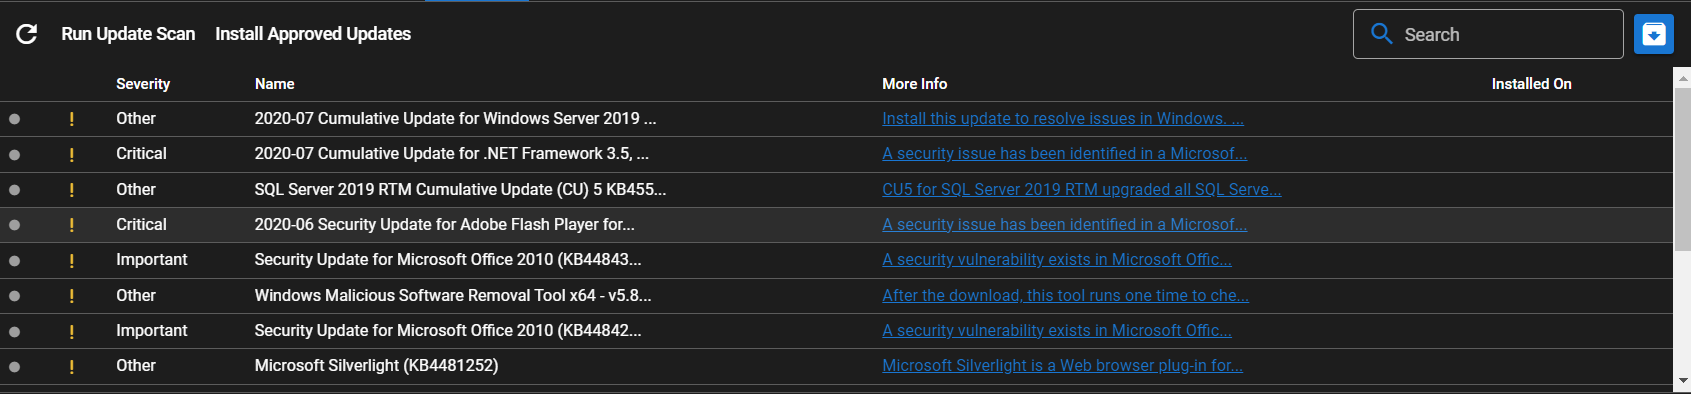 Run Update Scan Install Approved Updates Search
Severity Name More Info Installed On
! Other 2020-07 Cumulative Update for Windows Server 2019 ... Install this update to resolve issues in Windows. ...
! Critical 2020-07 Cumulative Update for .NET Framework 3.5, ... A security issue has been identified in a Microsof...
! Other SQL Server 2019 RTM Cumulative Update (CU) 5 KB455... CU5 for SQL Server 2019 RTM upgraded all SQL Serve...
! Critical 2020-06 Security Update for Adobe Flash Player for... A security issue has been identified in a Microsof...
! Important Security Update for Microsoft Office 2010 (KB44843... A security vulnerability exists in Microsoft Offic...
! Other Windows Malicious Software Removal Tool x64 - v5.8... After the download, this tool runs one time to che...
! Important Security Update for Microsoft Office 2010 (KB44842... A security vulnerability exists in Microsoft Offic...
! Other Microsoft Silverlight (KB4481252) Microsoft Silverlight is a Web browser plug-in for...